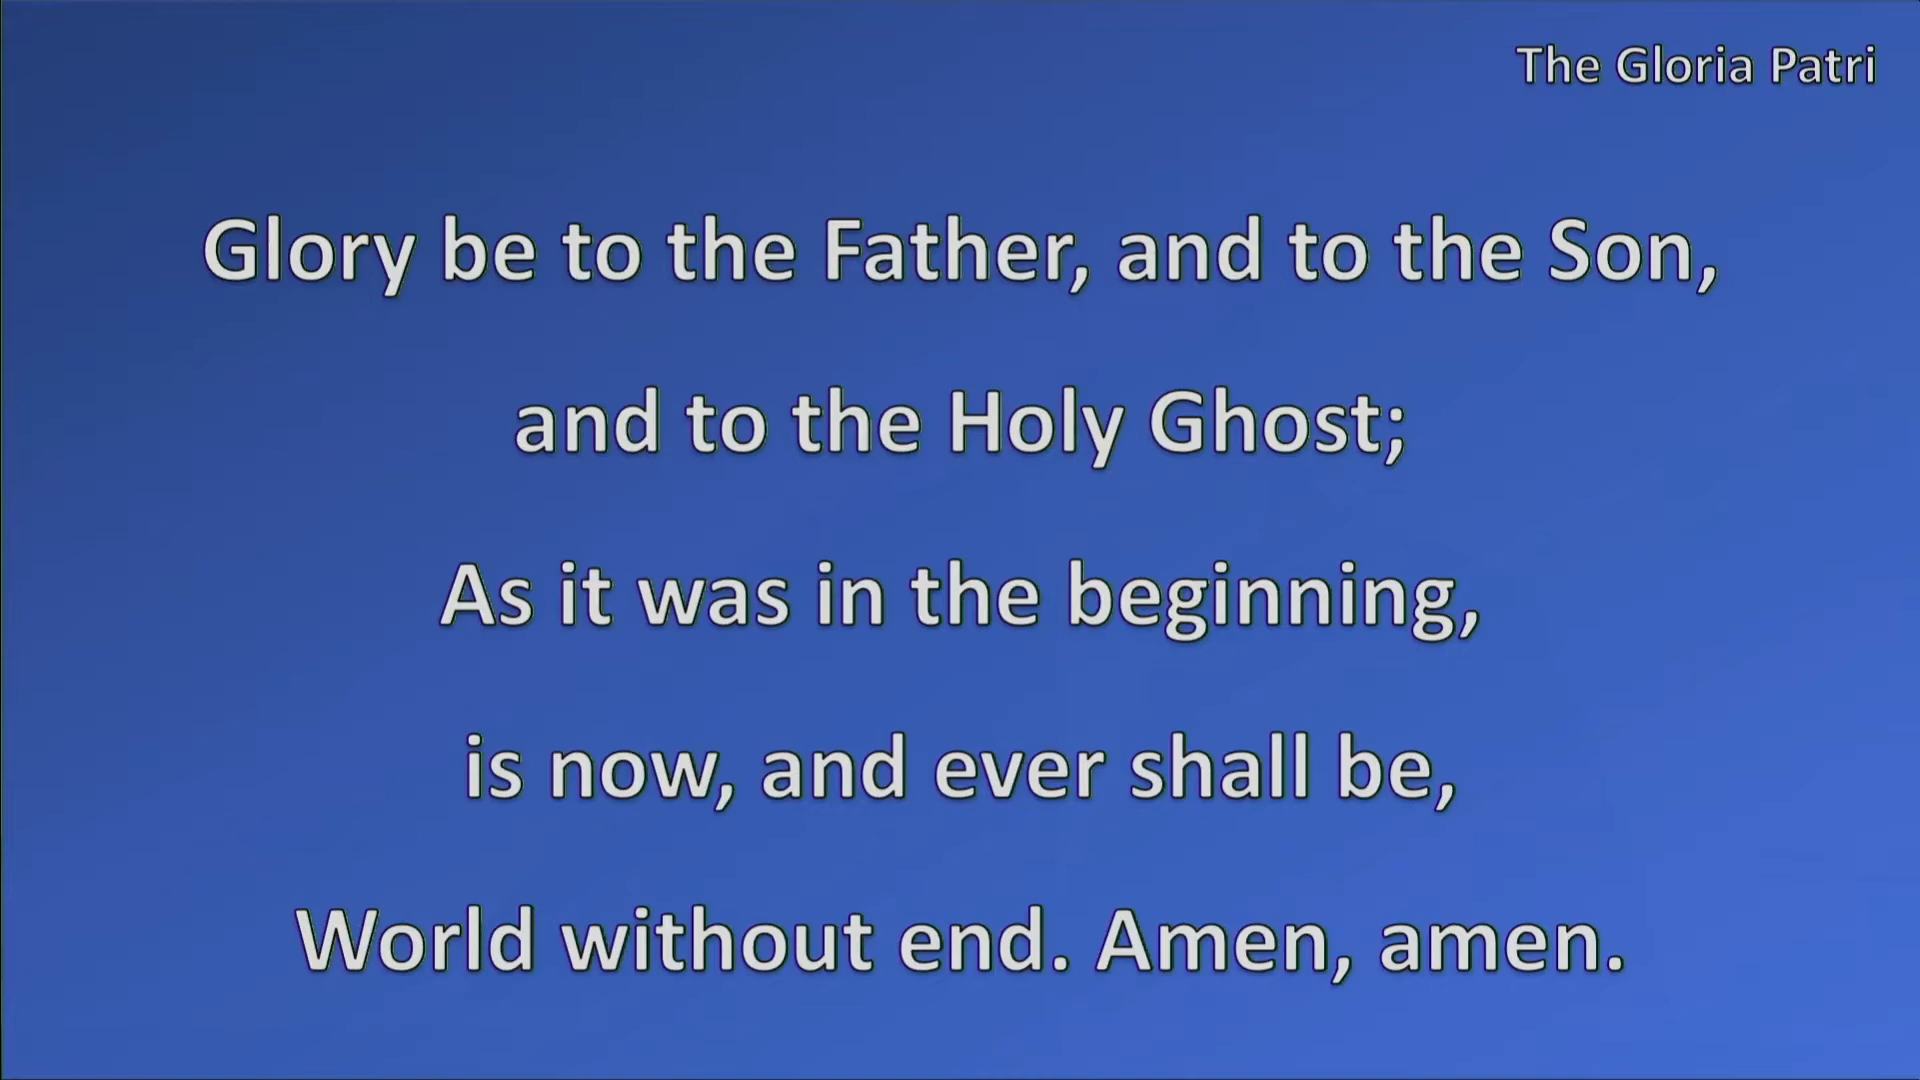 The Gloria Patri
Glory be to the Father, and to the Son,
and to the Holy Ghost;
As it was in the beginning,
is now, and ever shall be,
World without end. Amen, amen.